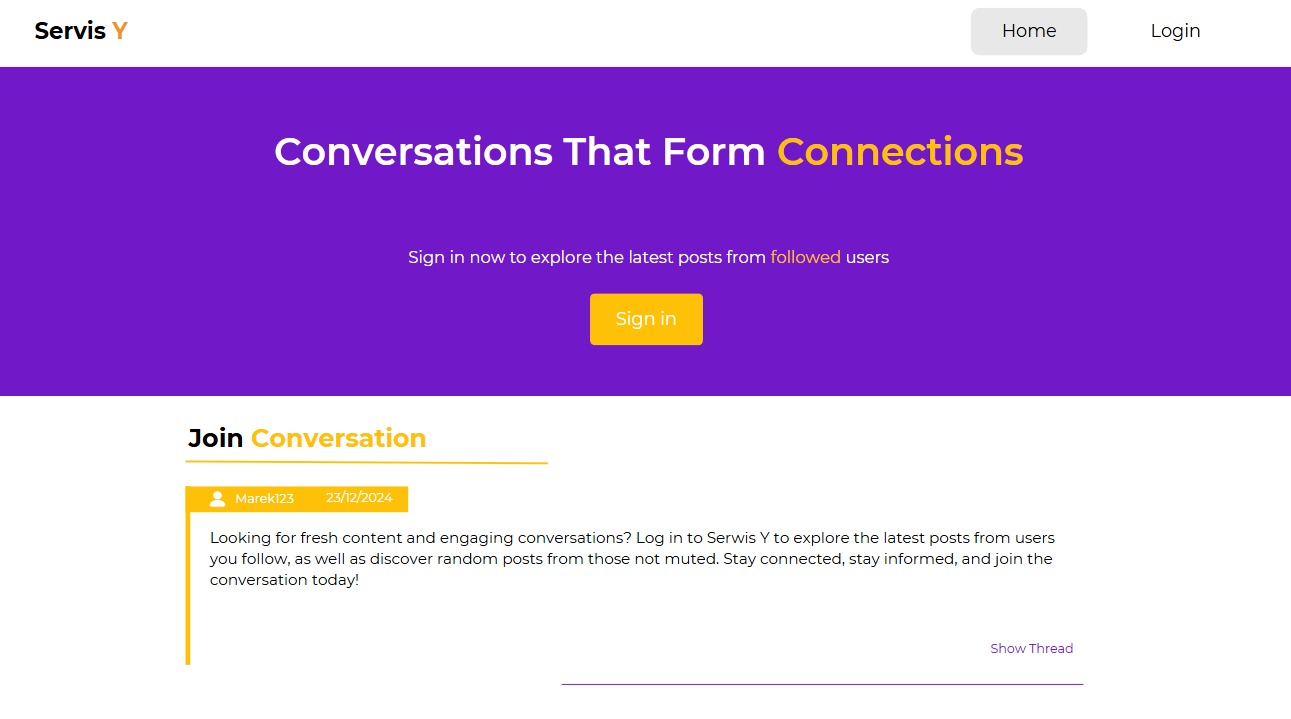 Servis Y
Home
Login
Conversations That Form Connections
Sign in now to explore the latest posts from followed users
Sign in
Join Conversation
Marek123
23/12/2024
Looking for fresh content and engaging conversations? Log in to Serwis Y to explore the latest posts from users
you follow, as well as discover random posts from those not muted. Stay connected, stay informed, and join the
conversation today!
Show Thread